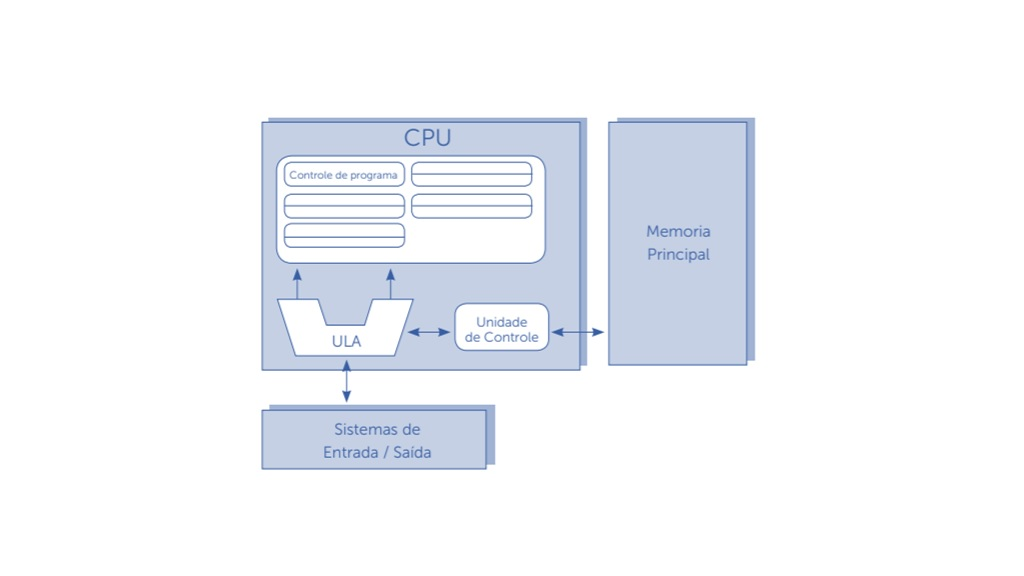 CPU
Controle de programa
Memoria
Principal
ULA
Unidade
de Controle
Sistemas de
Entrada / Saída